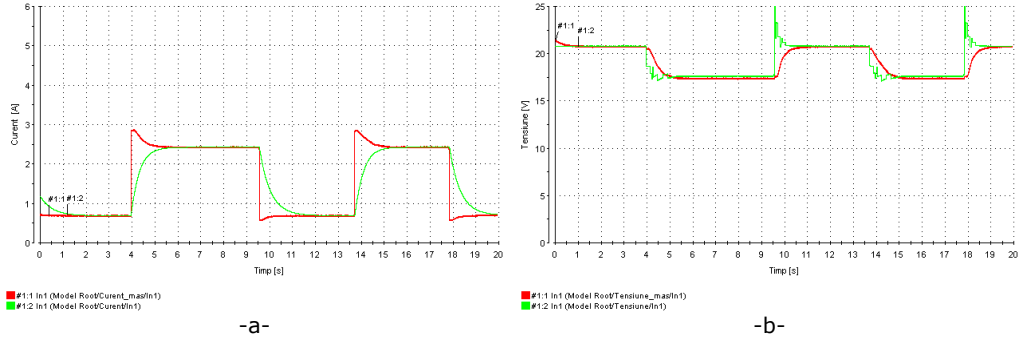 6
5
4
3
2
1
0
Curent [A]
#1:1 #1:2
0 1 2 3 4 5 6 7 8 9 10 11 12 13 14 15 16 17 18 19 20
Timp [s]
#1:1 In1 (Model Root/Curent_mas/In1)
#1:2 In1 (Model Root/Curent/In1)
-a-
25
20
15
10
5
0
Tensiune [V]
#1:1
#1:2
0 1 2 3 4 5 6 7 8 9 10 11 12 13 14 15 16 17 18 19 20
Timp [s]
#1:1 In1 (Model Root/Tensiune_mas/In1)
#1:2 In1 (Model Root/Tensiune/In1)
-b-